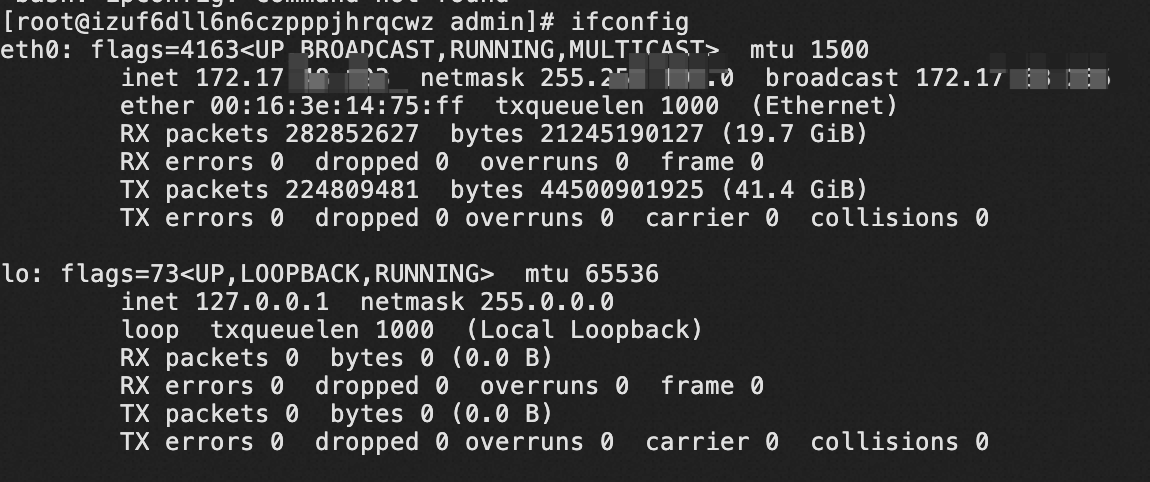 [root@izuf6dll6n6czpppjhrqcwz admin]# ifconfig
eth0: flags=4163<UP,BROADCAST,RUNNING,MULTICAST>  mtu 1500
inet 172.17 netmask 255.2 .0 broadcast 172.17
ether 00:16:3e:14:75:ff  txqueuelen 1000  (Ethernet)
RX packets 282852627  bytes 21245190127 (19.7 GiB)
RX errors 0  dropped 0  overruns 0  frame 0
TX packets 224809481  bytes 44500901925 (41.4 GiB)
TX errors 0  dropped 0 overruns 0  carrier 0  collisions 0
lo: flags=73<UP,LOOPBACK,RUNNING>  mtu 65536
inet 127.0.0.1  netmask 255.0.0.0
loop  txqueuelen 1000  (Local Loopback)
RX packets 0  bytes 0 (0.0 B)
RX errors 0  dropped 0  overruns 0  frame 0
TX packets 0  bytes 0 (0.0 B)
TX errors 0  dropped 0 overruns 0  carrier 0  collisions 0